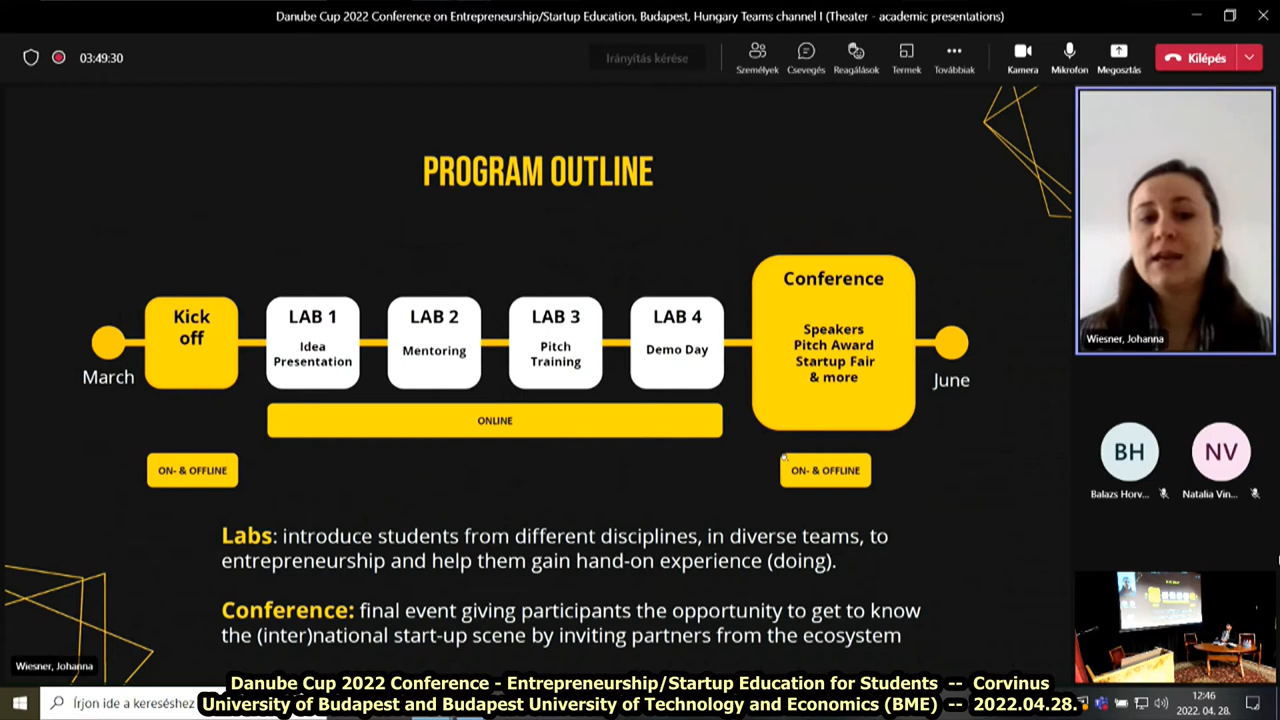 Danube Cup 2022 Conference on Entrepreneurship/Startup Education, Budapest, Hungary Teams channel I (Theater - academic presentations)
03:49:30
Irányítás kérése
Személyek
Csevegés
Reagálások
Termek
Továbbiak
Kamera
Mikrofon
Megosztás
Kilépés
PROGRAM OUTLINE
March
Kick
off
LAB 1
Idea
Presentation
LAB 2
Mentoring
LAB 3
Pitch
Training
LAB 4
Demo Day
Conference
Speakers
Pitch Award
Startup Fair
& more
June
ONLINE
ON- & OFFLINE
ON- & OFFLINE
Labs: introduce students from different disciplines, in diverse teams, to
entrepreneurship and help them gain hand-on experience (doing).
Conference: final event giving participants the opportunity to get to know
the (inter)national start-up scene by inviting partners from the ecosystem
Wiesner, Johanna
Wiesner, Johanna
BH
Balazs Horv...
NV
Natalia Vin...
Danube Cup 2022 Conference - Entrepreneurship/Startup Education for Students -- Corvinus
University of Budapest and Budapest University of Technology and Economics (BME) -- 2022.04.28.
Írjon ide a kereséshez
12:46
2022. 04. 28.